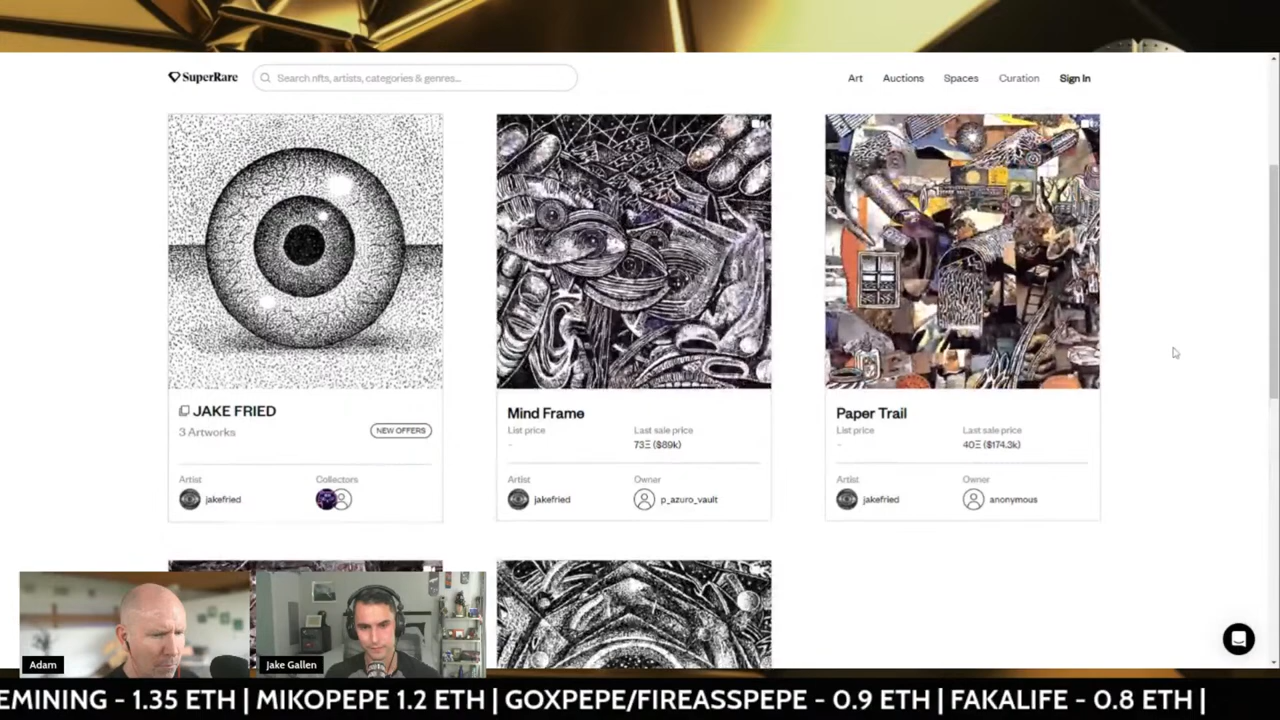 SuperRare
Search nfts, artists, categories & genres...
Art
Auctions
Spaces
Curation
Sign In
JAKE FRIED
3 Artworks
NEW OFFERS
Artist
Collectors
jakefried
Mind Frame
List price
Last sale price
-
73Ξ ($89k)
Artist
Owner
jakefried
p_azuro_vault
Paper Trail
List price
Last sale price
-
40Ξ ($174.3k)
Artist
Owner
jakefried
anonymous
Adam
Jake Gallen
EMINING - 1.35 ETH | MIKOPEPE 1.2 ETH | GOXPEPE/FIREASSPEPE - 0.9 ETH | FAKALIFE - 0.8 ETH |